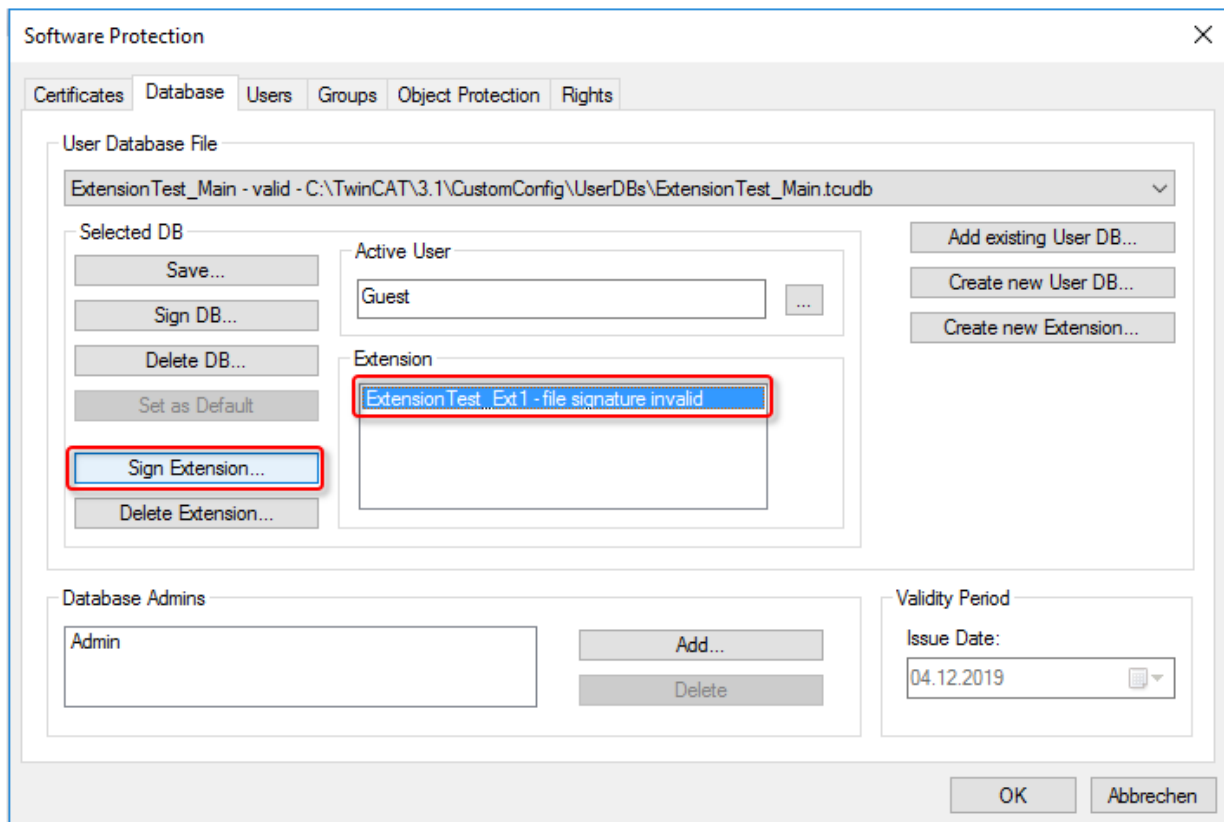 Software Protection
Certificates Database Users Groups Object Protection Rights
User Database File
ExtensionTest_Main - valid - C:\TwinCAT\3.1\CustomConfig\UserDBs\ExtensionTest_Main.tcudb
Selected DB
Save...
Sign DB...
Delete DB...
Set as Default
Sign Extension...
Delete Extension...
Active User
Guest
...
Extension
ExtensionTest_Ext1 - file signature invalid
Add existing User DB...
Create new User DB...
Create new Extension...
Database Admins
Admin
Add...
Delete
Validity Period
Issue Date:
04.12.2019
OK Abbrechen